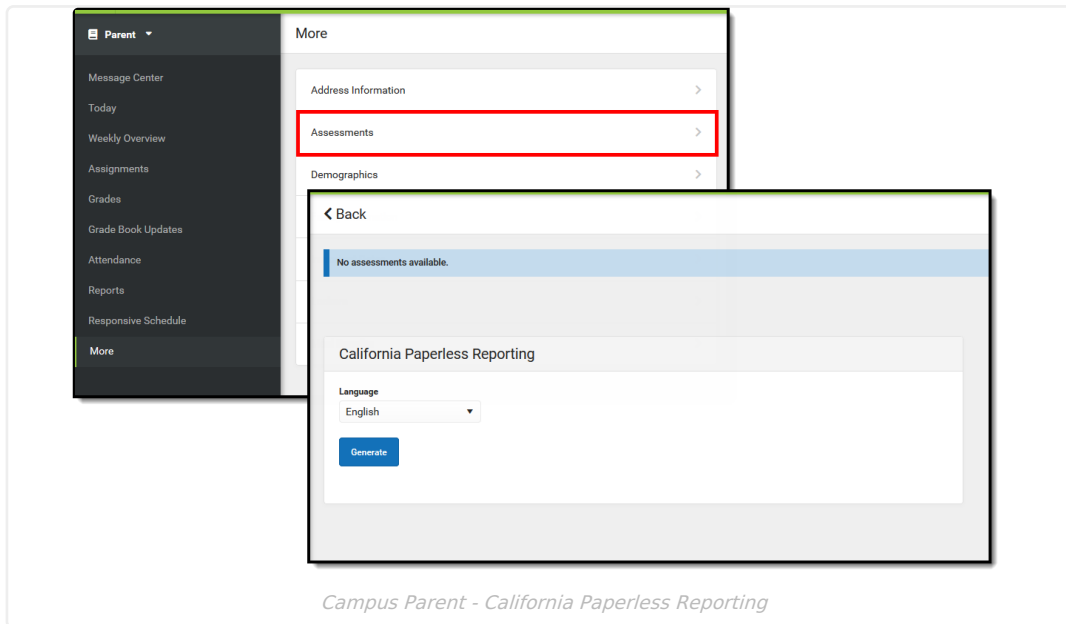 Parent
More
Message Center
Today
Weekly Overview
Assignments
Grades
Grade Book Updates
Attendance
Reports
Responsive Schedule
More
Address Information
Assessments
Demographics
Back
No assessments available.
California Paperless Reporting
Language
English
Generate
Campus Parent - California Paperless Reporting